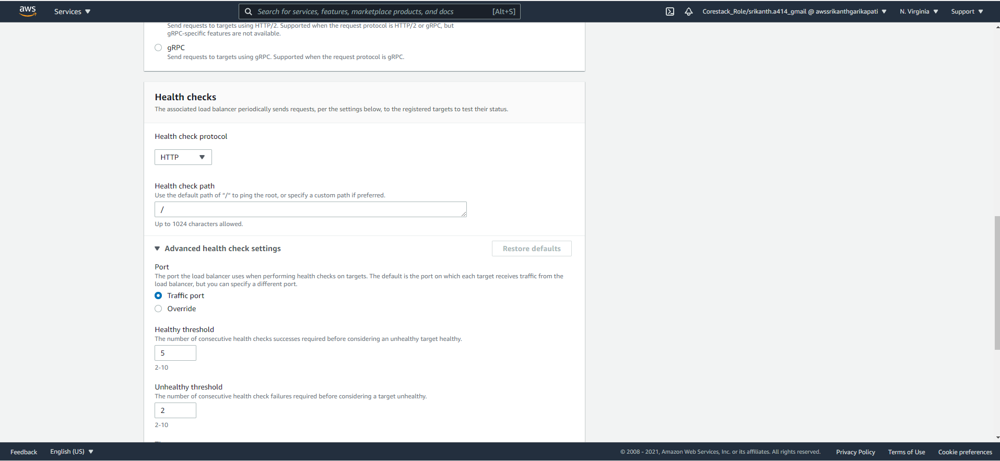 aws
Services
Search for services, features, marketplace products, and docs [Alt+S]
Corestack_Role/srikanth.a414_gmail @ awssrikanthgarikapati
N. Virginia
Support
Send requests to targets using HTTP/2. Supported when the request protocol is HTTP/2 or gRPC, but
gRPC-specific features are not available.
gRPC
Send requests to targets using gRPC. Supported when the request protocol is gRPC.
Health checks
The associated load balancer periodically sends requests, per the settings below, to the registered targets to test their status.
Health check protocol
HTTP
Health check path
Use the default path of "/" to ping the root, or specify a custom path if preferred.
/
Up to 1024 characters allowed.
Advanced health check settings
Restore defaults
Port
The port the load balancer uses when performing health checks on targets. The default is the port on which each target receives traffic from the
load balancer, but you can specify a different port.
Traffic port
Override
Healthy threshold
The number of consecutive health checks successes required before considering an unhealthy target healthy.
5
2-10
Unhealthy threshold
The number of consecutive health check failures required before considering a target unhealthy.
2
2-10
Feedback
English (US)
© 2008 - 2021, Amazon Web Services, Inc. or its affiliates. All rights reserved.
Privacy Policy
Terms of Use
Cookie preferences